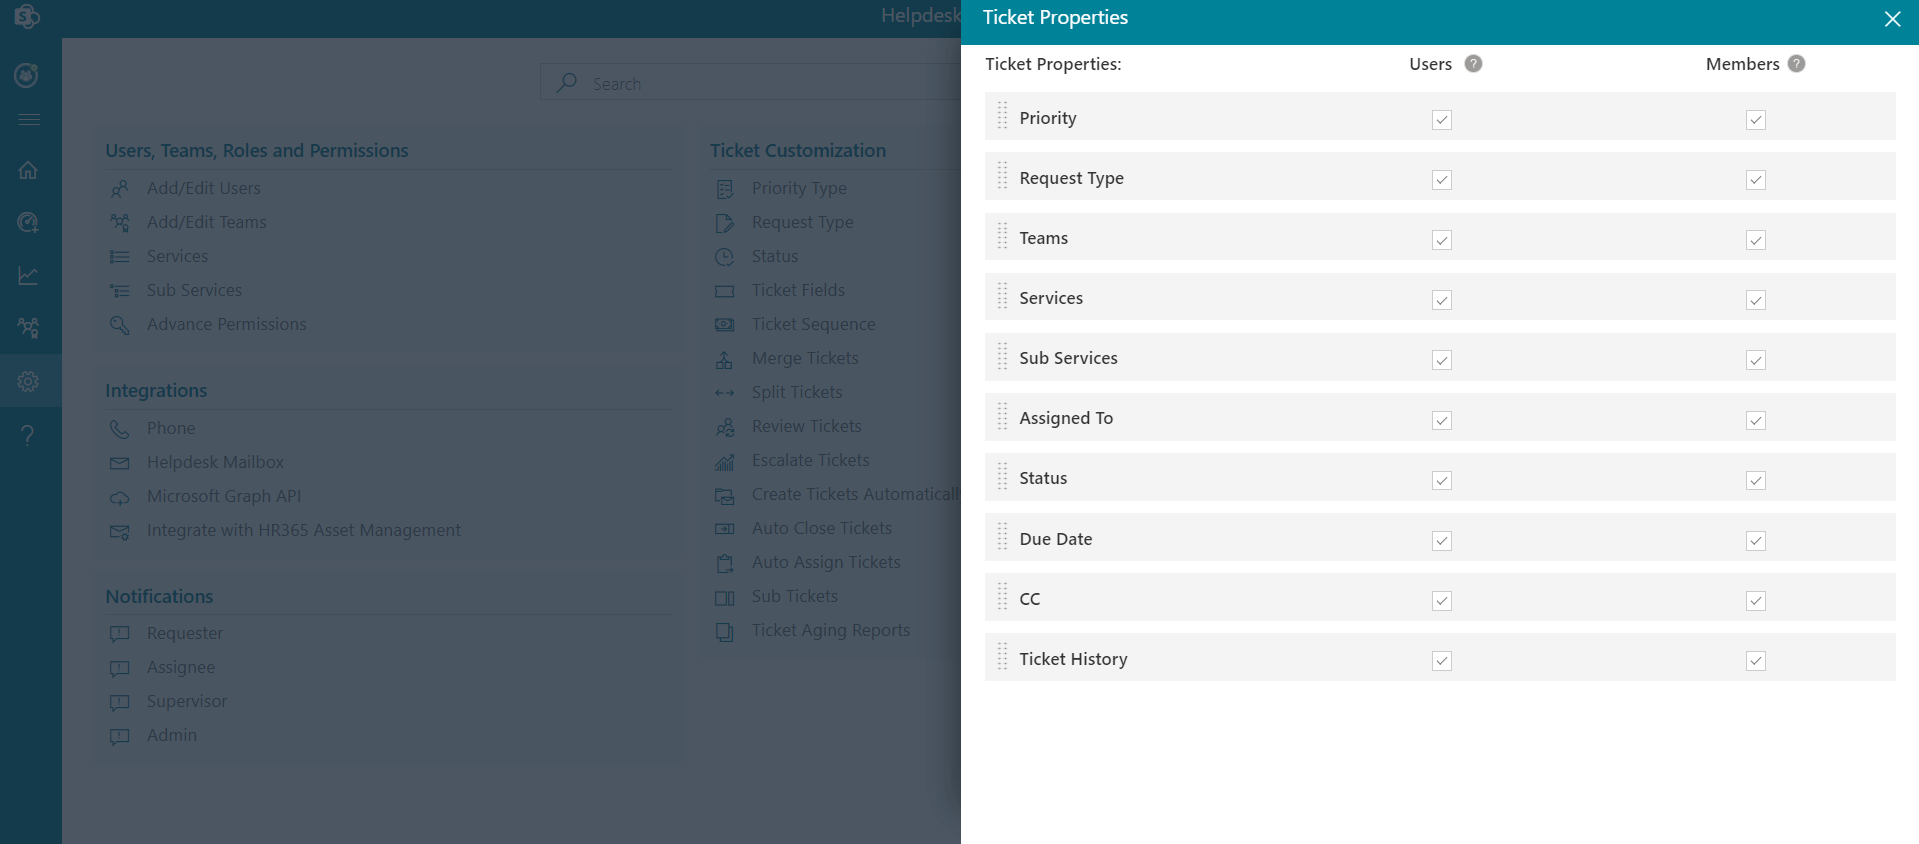 Helpdesk
Search
Users, Teams, Roles and Permissions
Add/Edit Users
Add/Edit Teams
Services
Sub Services
Advance Permissions
Integrations
Phone
Helpdesk Mailbox
Microsoft Graph API
Integrate with HR365 Asset Management
Notifications
Requester
Assignee
Supervisor
Admin
Ticket Customization
Priority Type
Request Type
Status
Ticket Fields
Ticket Sequence
Merge Tickets
Split Tickets
Review Tickets
Escalate Tickets
Create Tickets Automatically
Auto Close Tickets
Auto Assign Tickets
Sub Tickets
Ticket Aging Reports
Ticket Properties
Ticket Properties: Users ? Members ?
Priority
Request Type
Teams
Services
Sub Services
Assigned To
Status
Due Date
CC
Ticket History